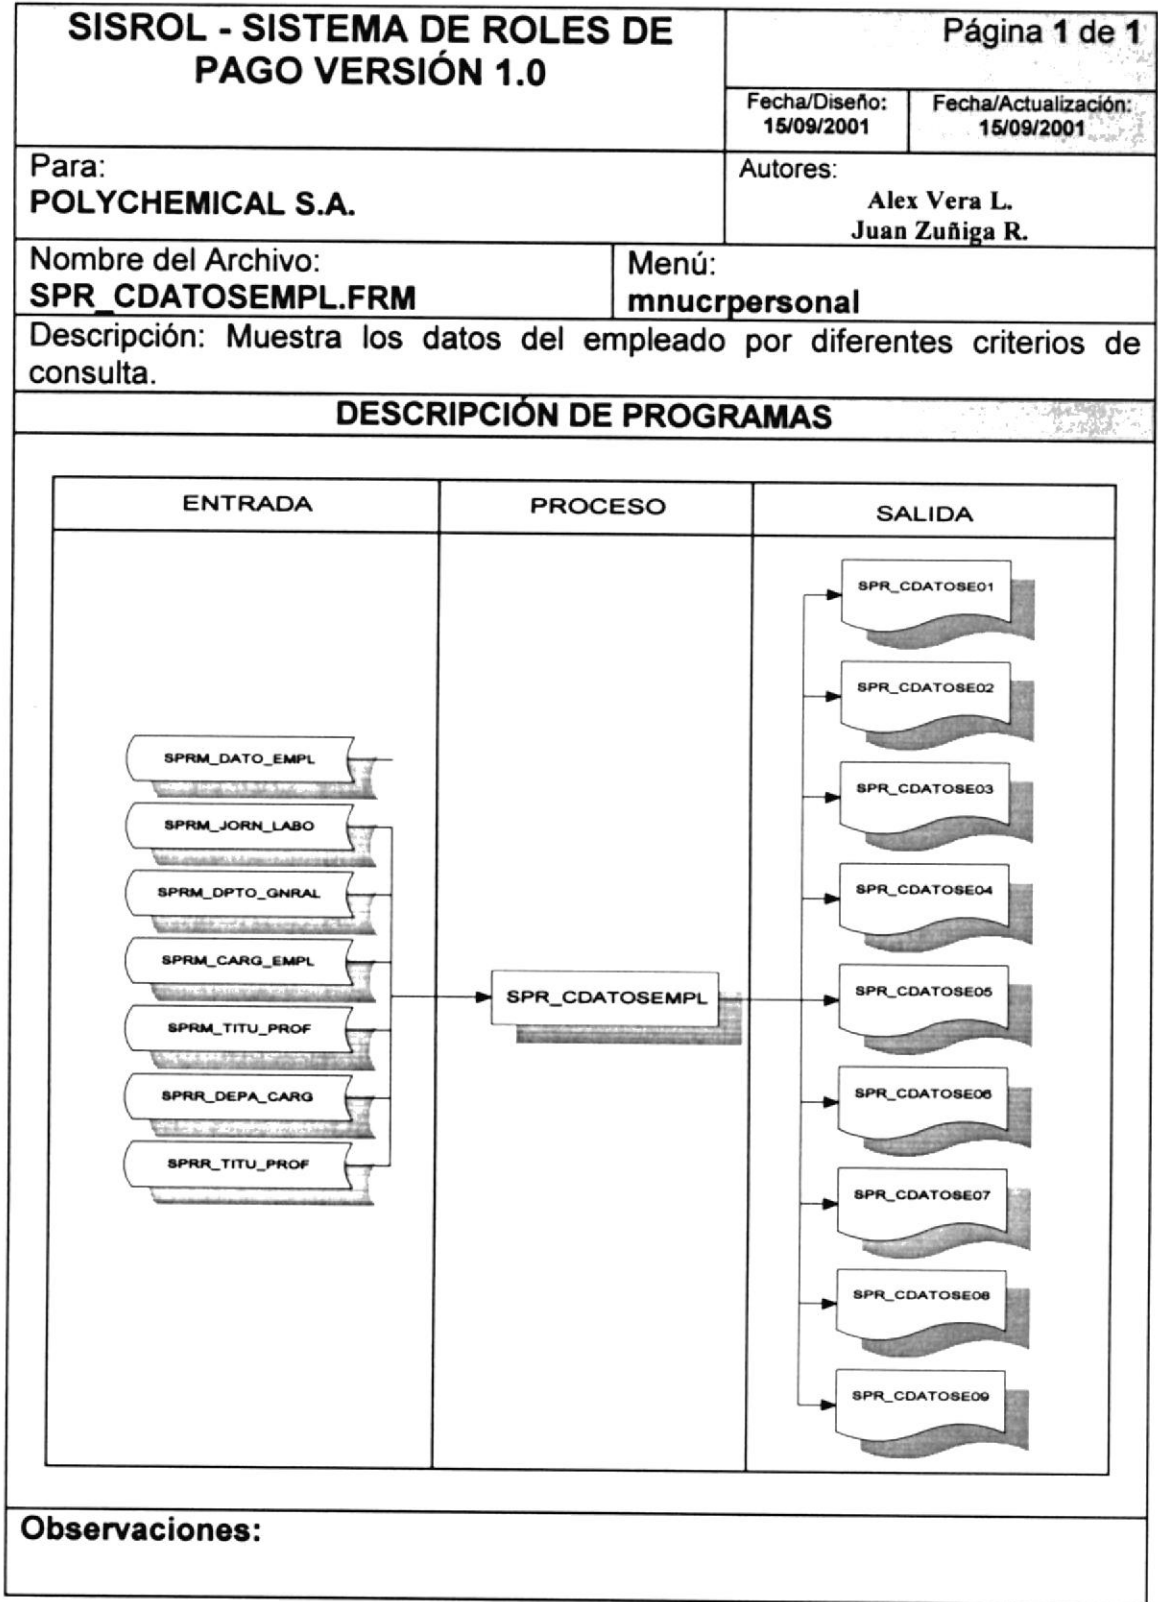 SISROL - SISTEMA DE ROLES DE
PAGO VERSIÓN 1.0
Página 1 de 1
Fecha/Diseño:
15/09/2001
Fecha/Actualización:
15/09/2001
Para:
POLYCHEMICAL S.A.
Autores:
Alex Vera L.
Juan Zuñiga R.
Nombre del Archivo:
SPR_CDATOSEMPL.FRM
Menú:
mnucrpersonal
Descripción: Muestra los datos del empleado por diferentes criterios de
consulta.
DESCRIPCIÓN DE PROGRAMAS
ENTRADA
PROCESO
SALIDA
SPRM_DATO_EMPL
SPRM_JORN_LABO
SPRM_DPTO_GNRAL
SPRM_CARG_EMPL
SPRM_TITU_PROF
SPRR_DEPA_CARG
SPRR_TITU_PROF
SPR_CDATOSEMPL
SPR_CDATOSE01
SPR_CDATOSE02
SPR_CDATOSE03
SPR_CDATOSE04
SPR_CDATOSE05
SPR_CDATOSE06
SPR_CDATOSE07
SPR_CDATOSE08
SPR_CDATOSE09
Observaciones: